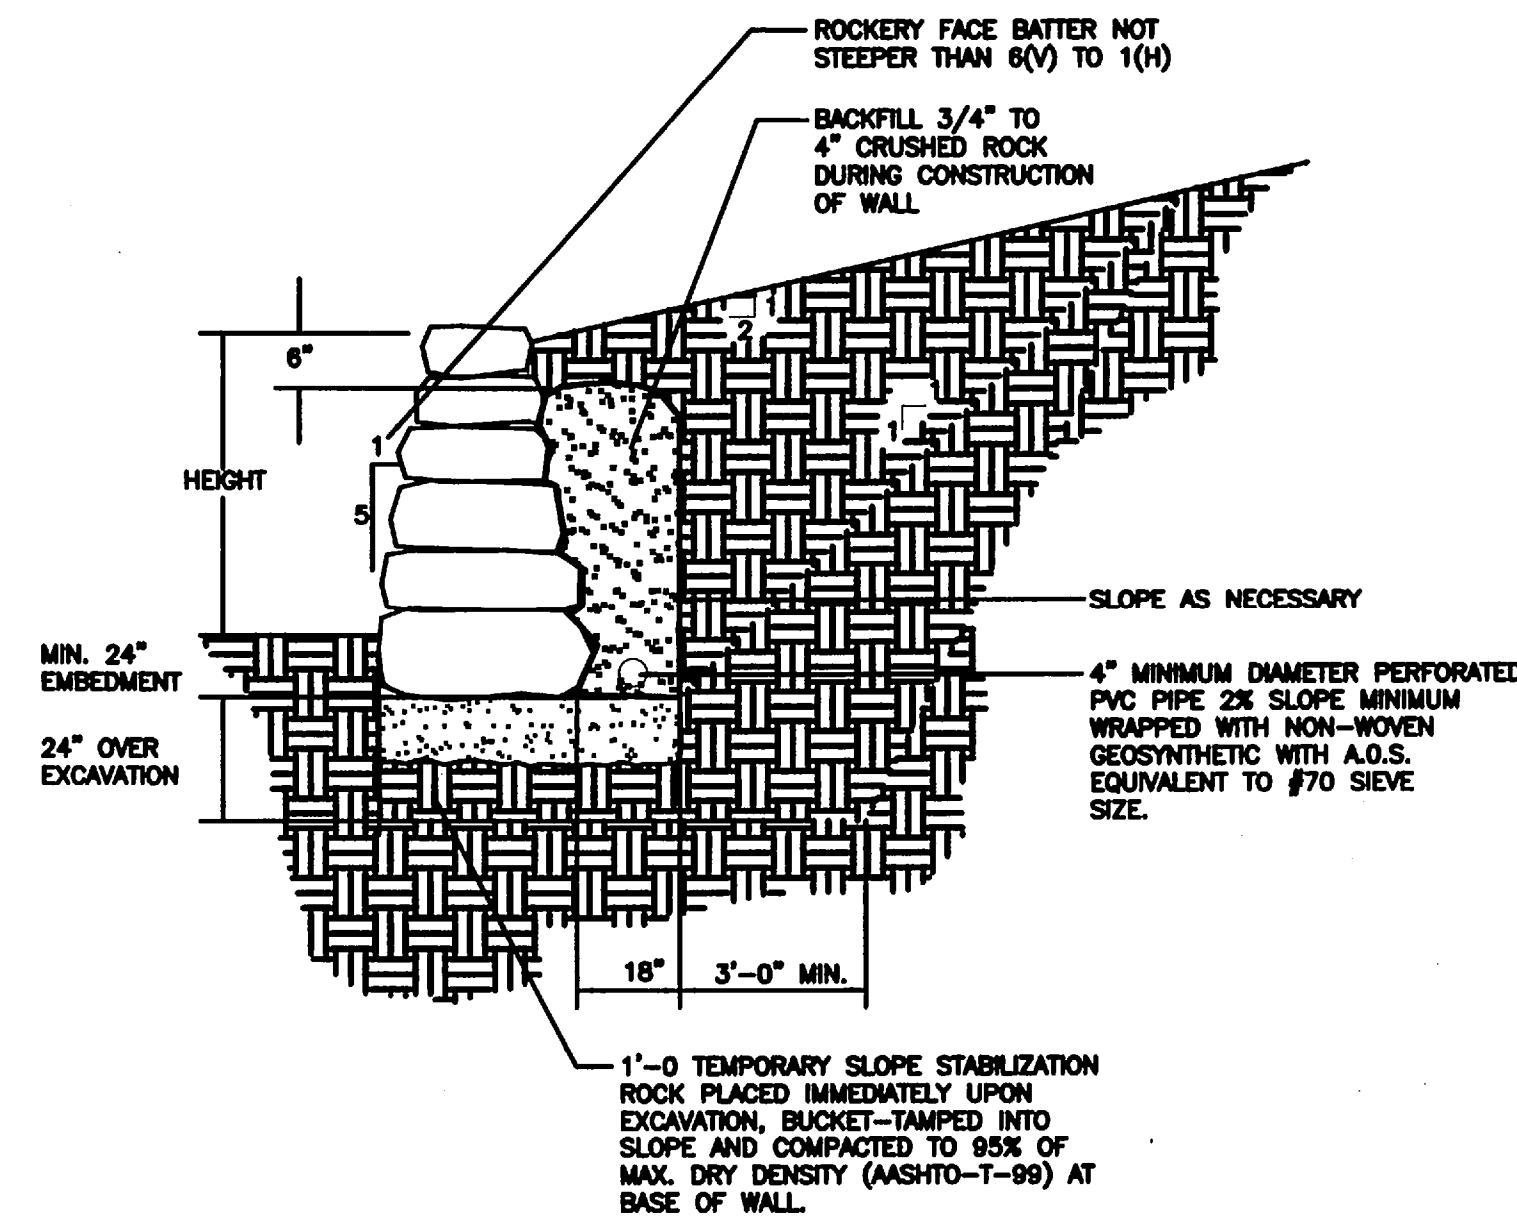 ROCKERY FACE BATTER NOT
STEEPER THAN 6(V) TO 1(H)
BACKFILL 3/4" TO
4" CRUSHED ROCK
DURING CONSTRUCTION
OF WALL
1
2
6"
1
1
HEIGHT
5
SLOPE AS NECESSARY
MIN. 24"
EMBEDMENT
4" MINIMUM DIAMETER PERFORATED
PVC PIPE 2% SLOPE MINIMUM
WRAPPED WITH NON-WOVEN
GEOSYNTHETIC WITH A.O.S.
EQUIVALENT TO #70 SIEVE
SIZE.
24" OVER
EXCAVATION
18"
3'-0" MIN.
1'-0 TEMPORARY SLOPE STABILIZATION
ROCK PLACED IMMEDIATELY UPON
EXCAVATION, BUCKET-TAMPED INTO
SLOPE AND COMPACTED TO 95% OF
MAX. DRY DENSITY (AASHTO-T-99) AT
BASE OF WALL.